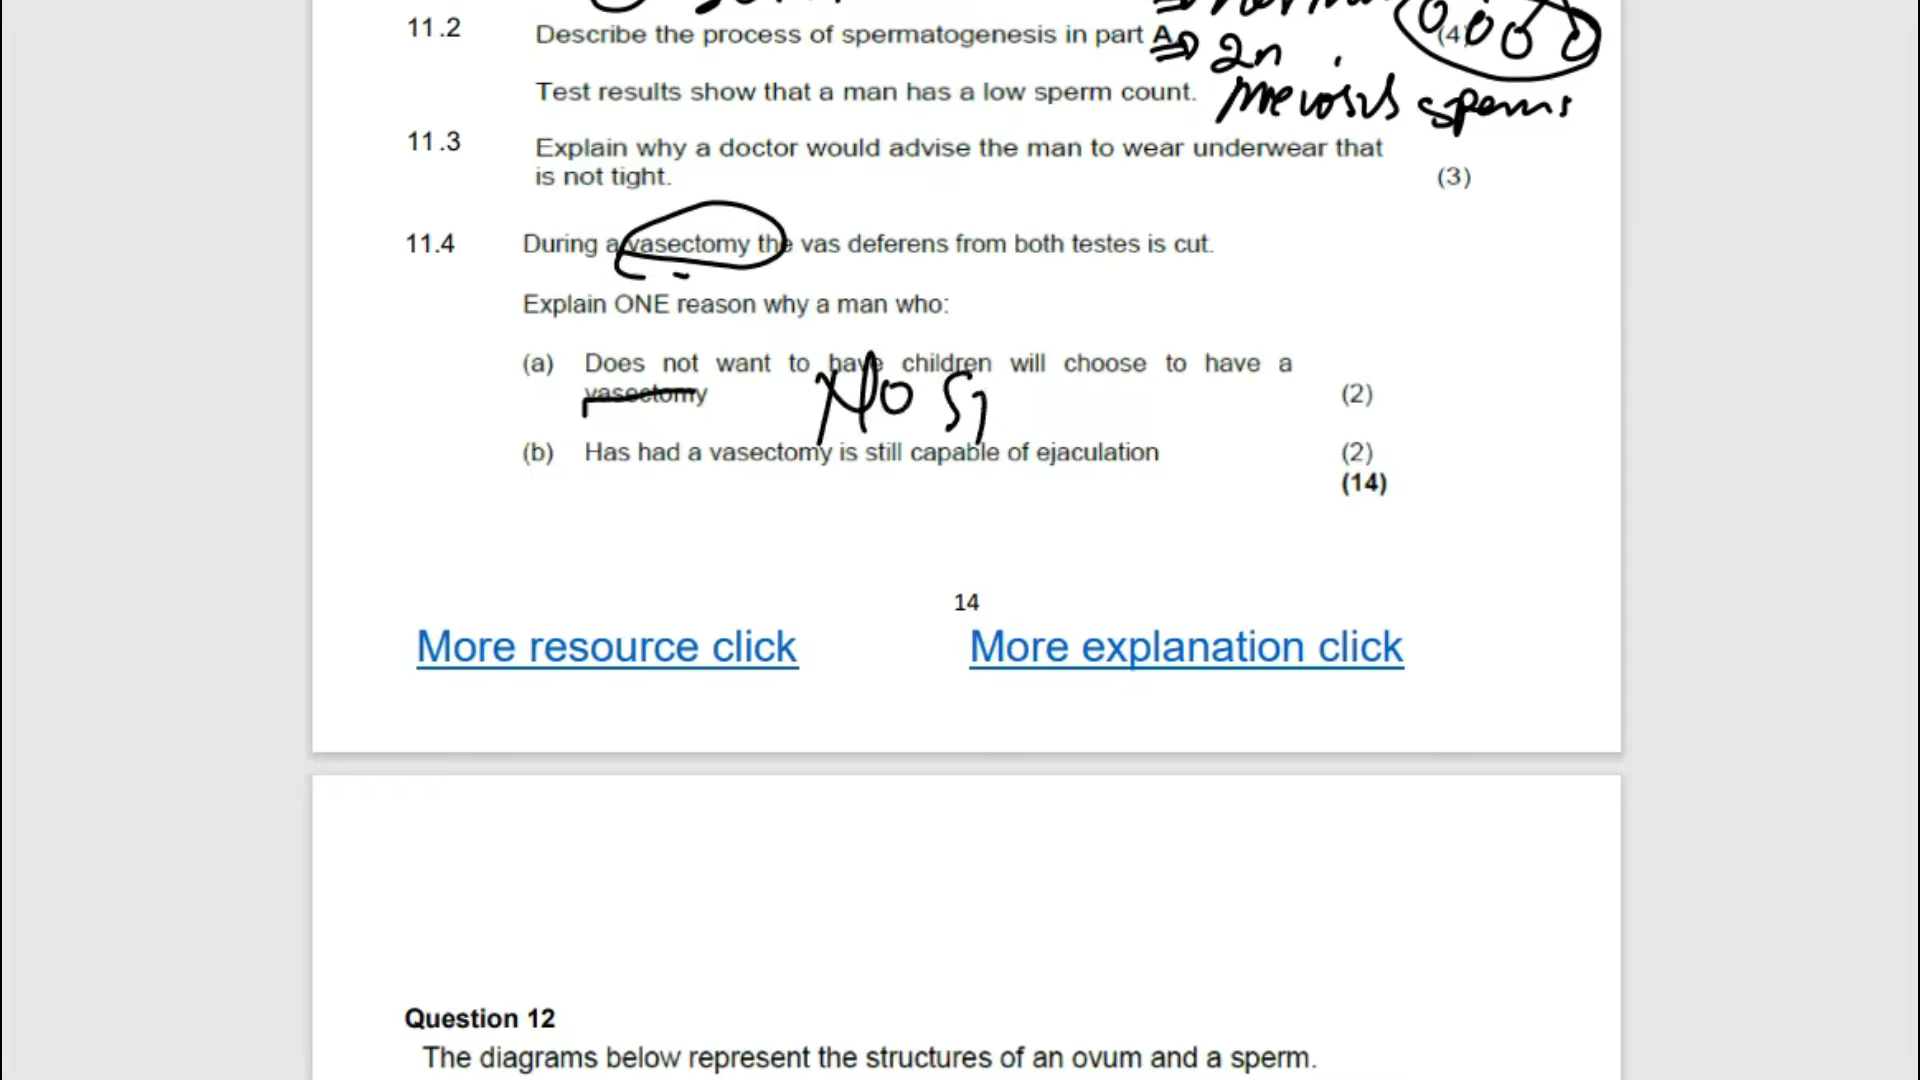 11.2 Describe the process of spermatogenesis in part A. (4)
⇒ 2n
Test results show that a man has a low sperm count.
meiosis sperms
11.3 Explain why a doctor would advise the man to wear underwear that
is not tight. (3)
11.4 During a vasectomy the vas deferens from both testes is cut.
Explain ONE reason why a man who:
(a) Does not want to have children will choose to have a
vasectomy (2)
No
(b) Has had a vasectomy is still capable of ejaculation (2)
(14)
14
More resource click More explanation click
Question 12
The diagrams below represent the structures of an ovum and a sperm.